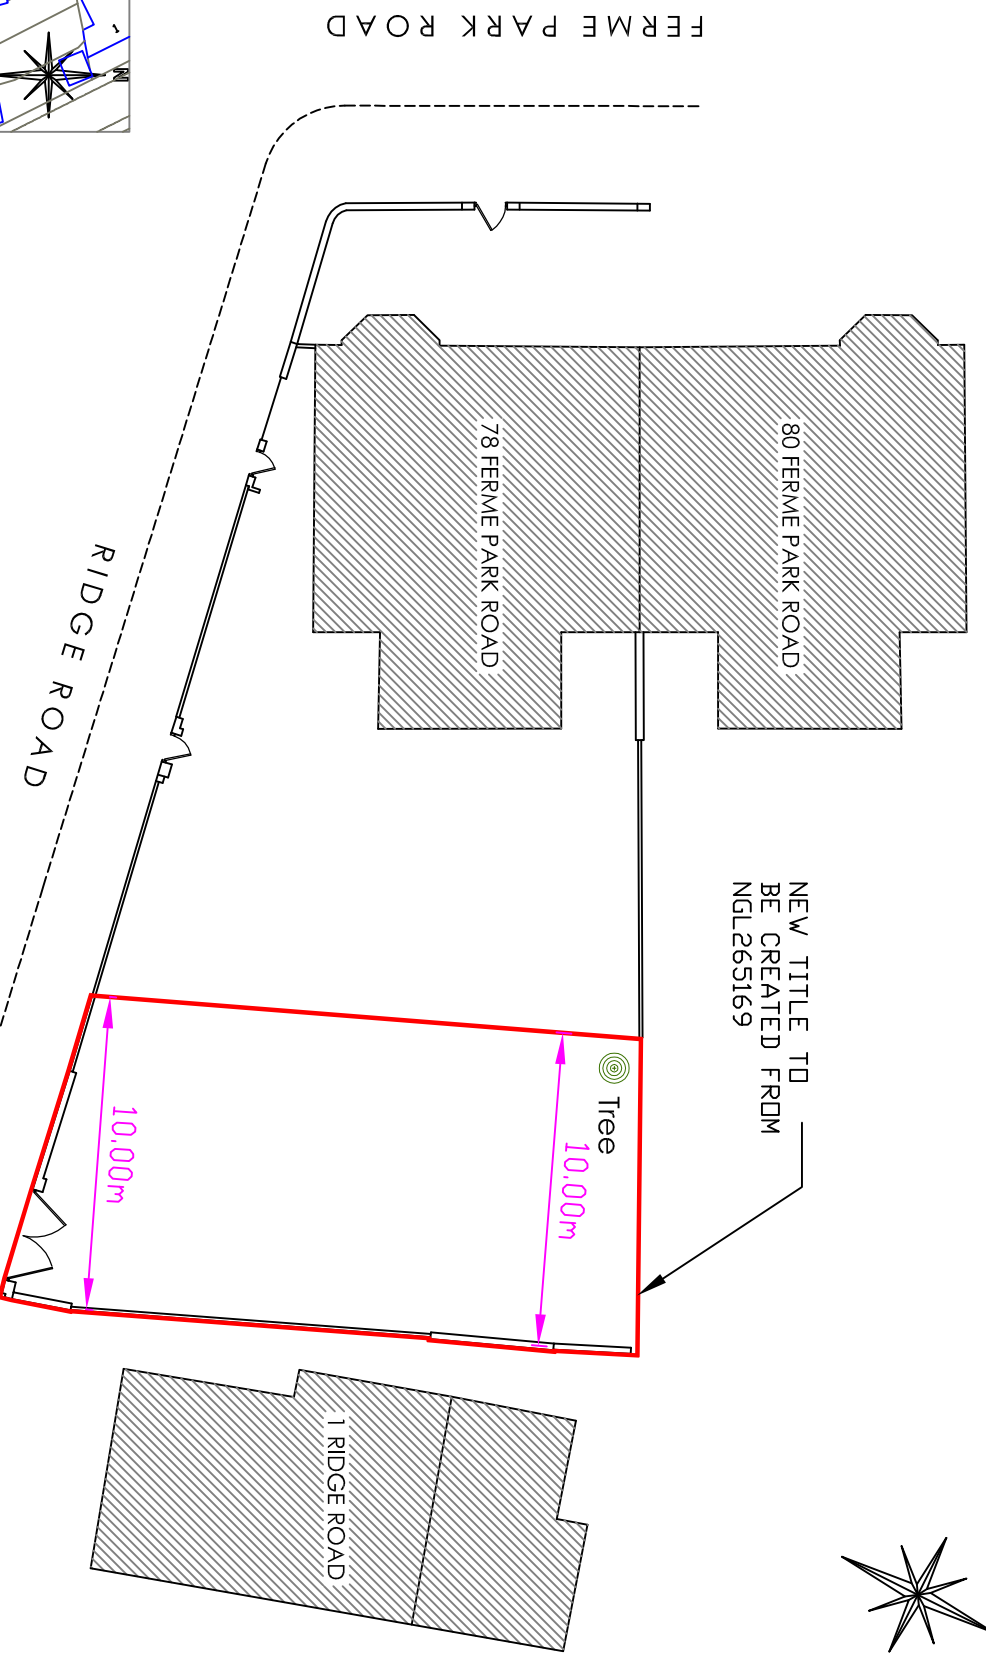 FERME PARK ROAD
1
N
80 FERME PARK ROAD
78 FERME PARK ROAD
RIDGE ROAD
NEW TITLE TO
BE CREATED FROM
NGL265169
Tree
10.00m
10.00m
1 RIDGE ROAD